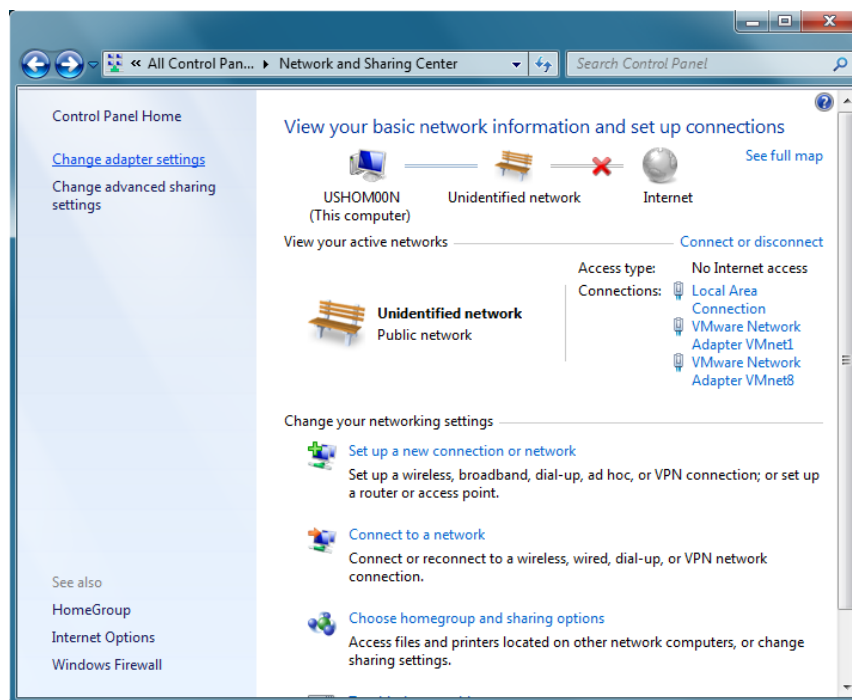 « All Control Pan... ▸ Network and Sharing Center
Search Control Panel
Control Panel Home
Change adapter settings
Change advanced sharing
settings
See also
HomeGroup
Internet Options
Windows Firewall
View your basic network information and set up connections
See full map
USHOM00N
(This computer)
Unidentified network
Internet
View your active networks
Connect or disconnect
Unidentified network
Public network
Access type: No Internet access
Connections: Local Area
Connection
VMware Network
Adapter VMnet1
VMware Network
Adapter VMnet8
Change your networking settings
Set up a new connection or network
Set up a wireless, broadband, dial-up, ad hoc, or VPN connection; or set up
a router or access point.
Connect to a network
Connect or reconnect to a wireless, wired, dial-up, or VPN network
connection.
Choose homegroup and sharing options
Access files and printers located on other network computers, or change
sharing settings.